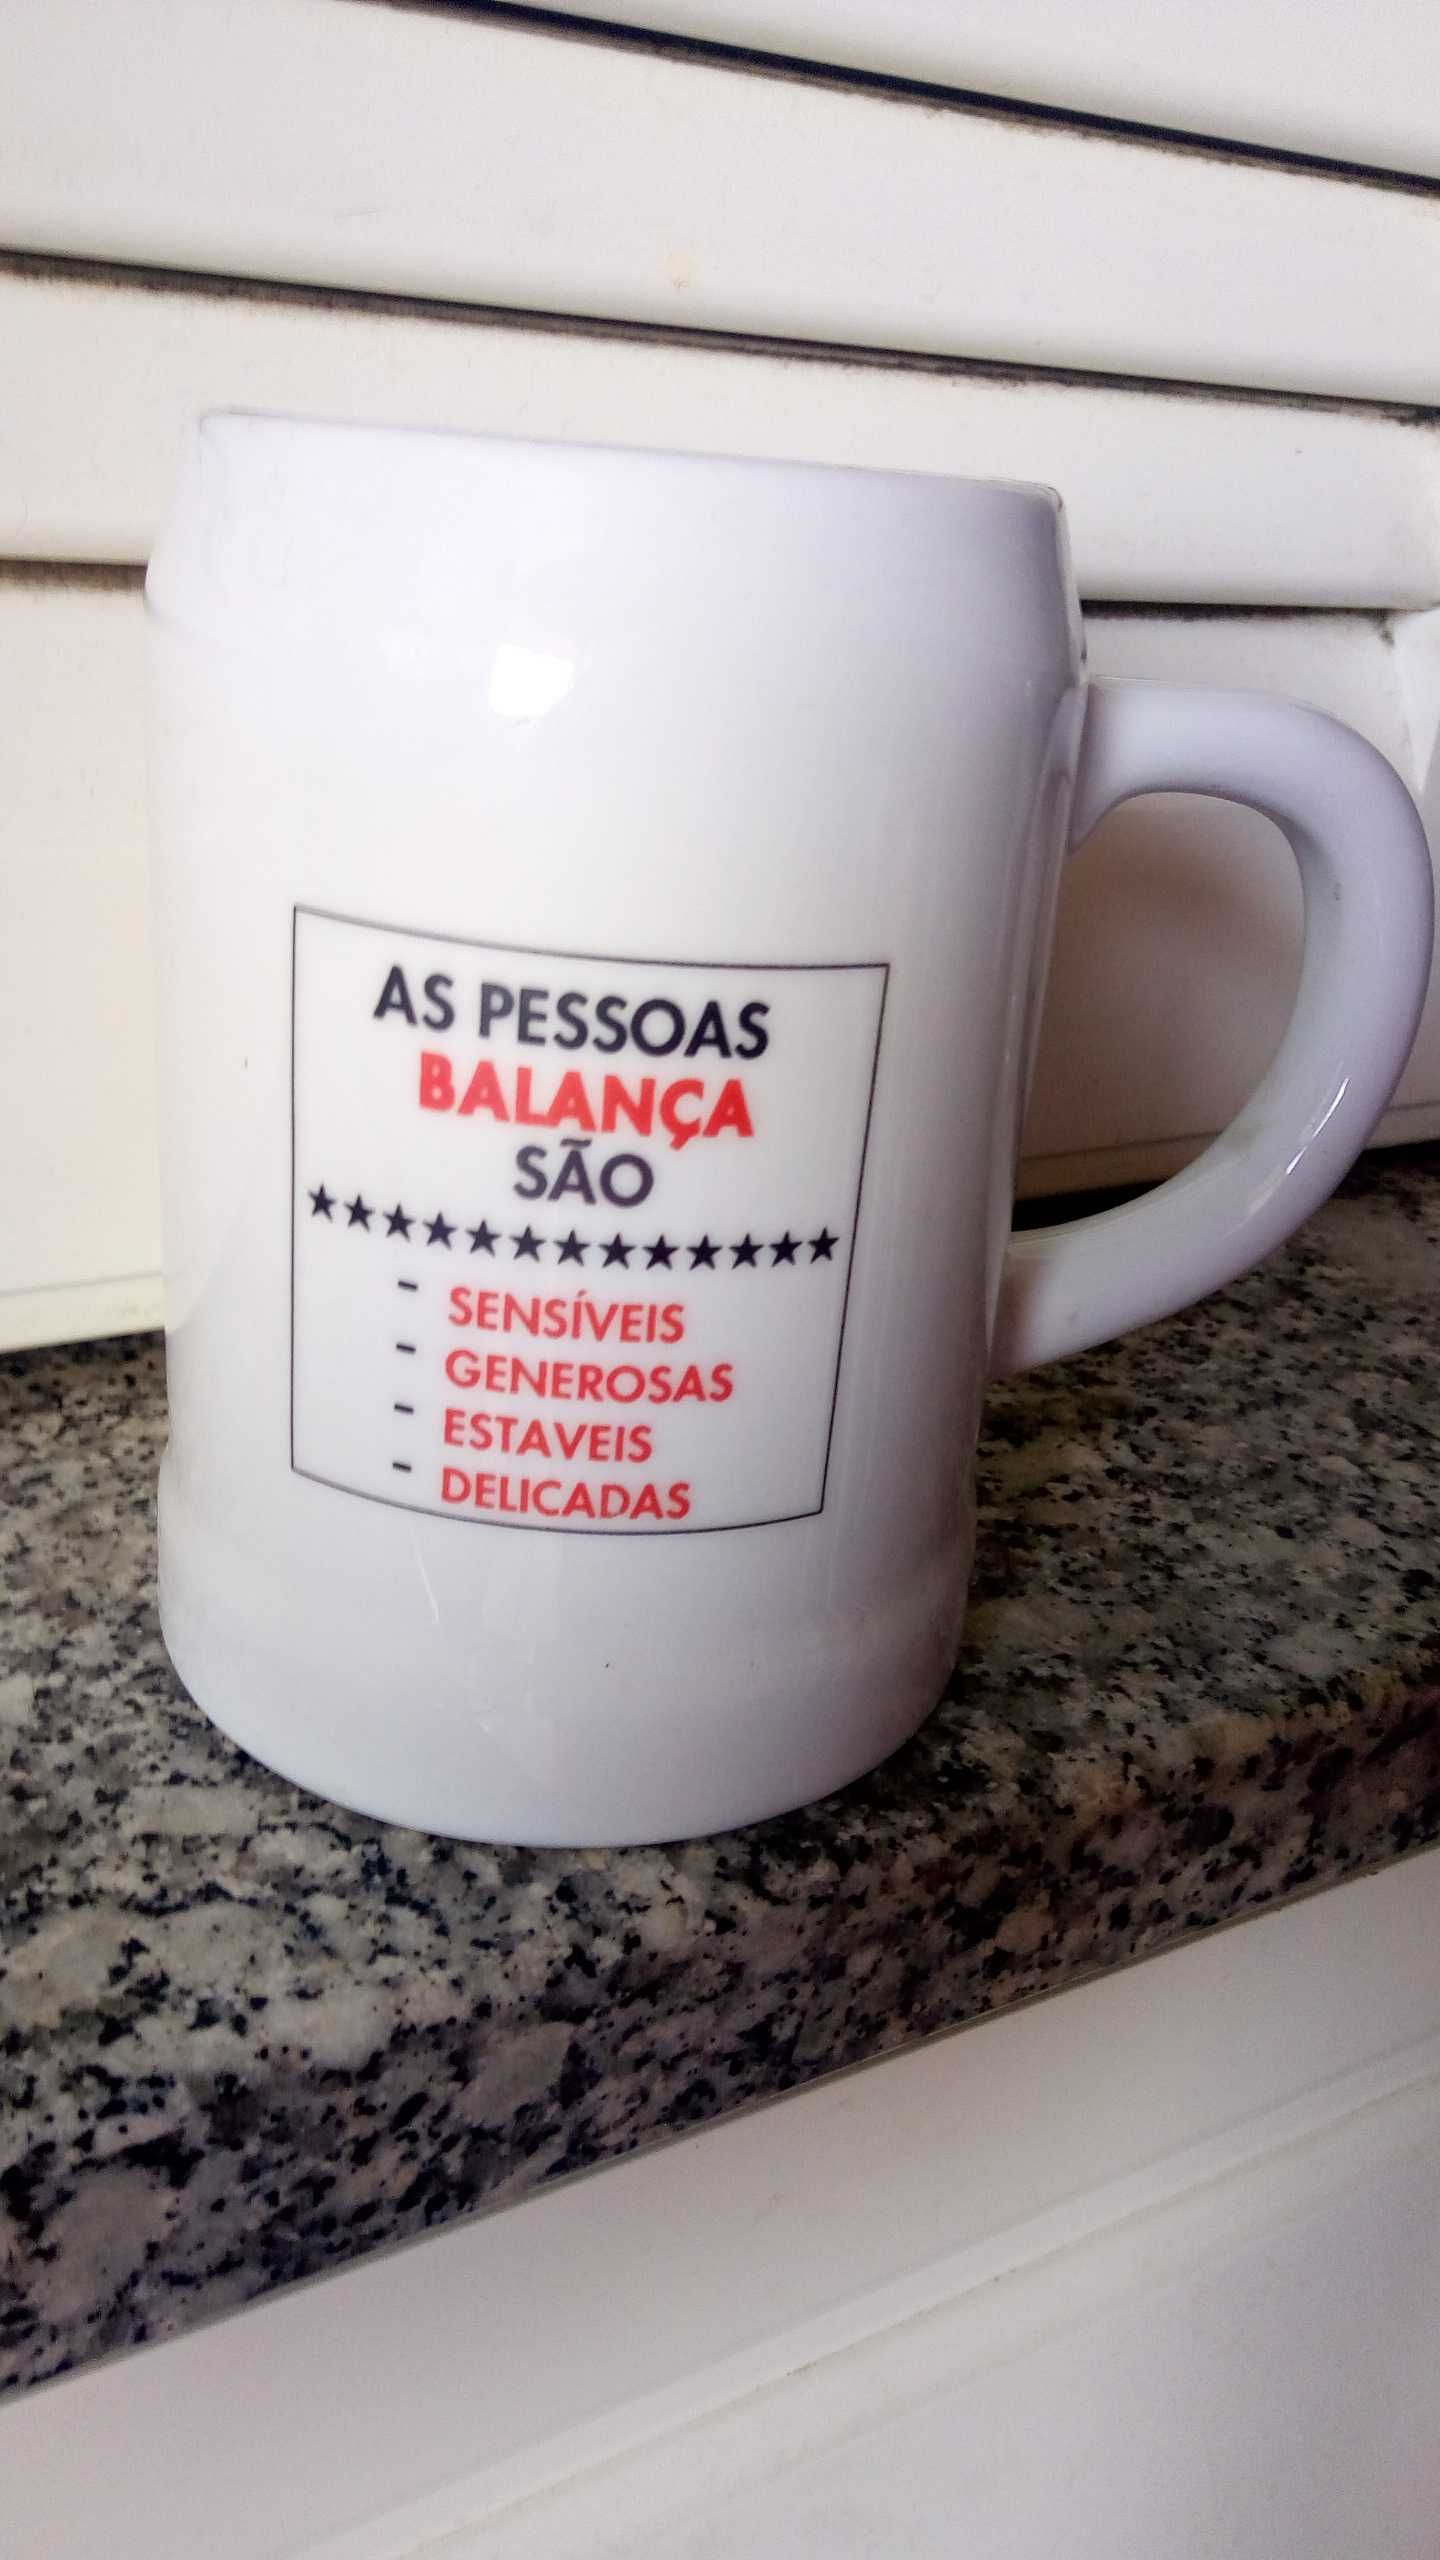 AS PESSOAS
BALANÇA
SÃO
★★★★★★★★★★★★★
- SENSÍVEIS
- GENEROSAS
- ESTAVEIS
- DELICADAS